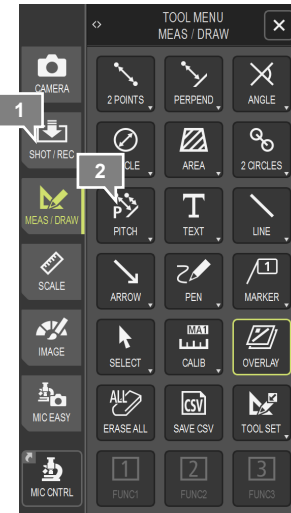 TOOL MENU
MEAS / DRAW
CAMERA
1
SHOT / REC
MEAS / DRAW
SCALE
IMAGE
MIC EASY
MIC CNTRL
2 POINTS
PERPEND
ANGLE
CLE
AREA
2 CIRCLES
2
P
PITCH
T
TEXT
LINE
ARROW
2
PEN
1
MARKER
SELECT
MA1
CALIB
OVERLAY
ALL
ERASE ALL
CSV
SAVE CSV
TOOL SET
1
FUNC1
2
FUNC2
3
FUNC3